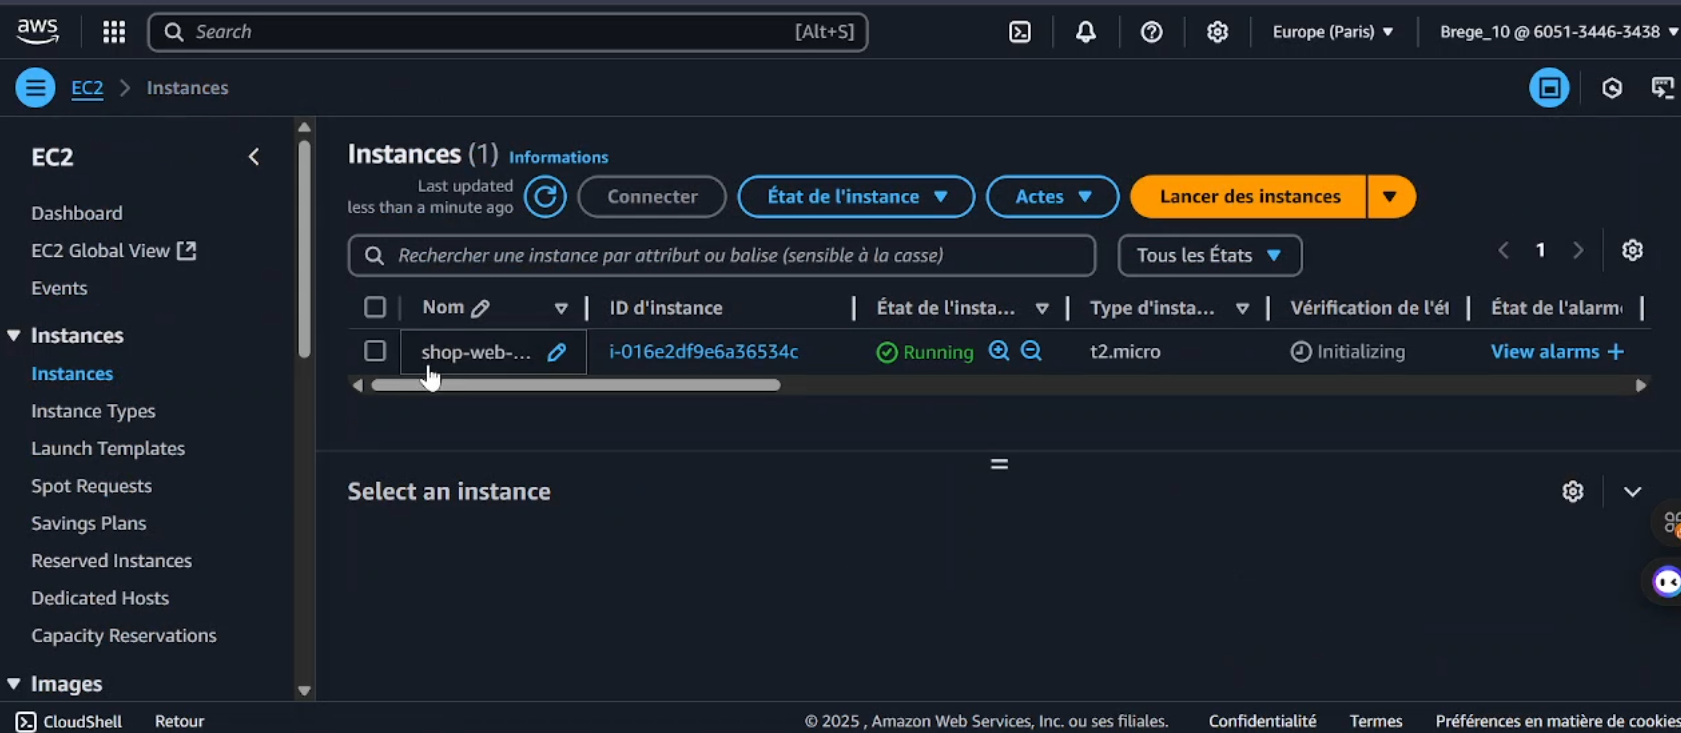 aws
Search [Alt+S] Europe (Paris) Brege_10 @ 6051-3446-3438
EC2 Instances
EC2
Dashboard
EC2 Global View
Events
Instances
Instances
Instance Types
Launch Templates
Spot Requests
Savings Plans
Reserved Instances
Dedicated Hosts
Capacity Reservations
Images
Instances (1) Informations
Last updated
less than a minute ago
Connecter État de l'instance Actes Lancer des instances
Rechercher une instance par attribut ou balise (sensible à la casse) Tous les États 1
Nom ID d'instance État de l'insta... Type d'insta... Vérification de l'ét État de l'alarm
shop-web-... i-016e2df9e6a36534c Running t2.micro Initializing View alarms +
Select an instance
CloudShell Retour © 2025 , Amazon Web Services, Inc. ou ses filiales. Confidentialité Termes Préférences en matière de cookies